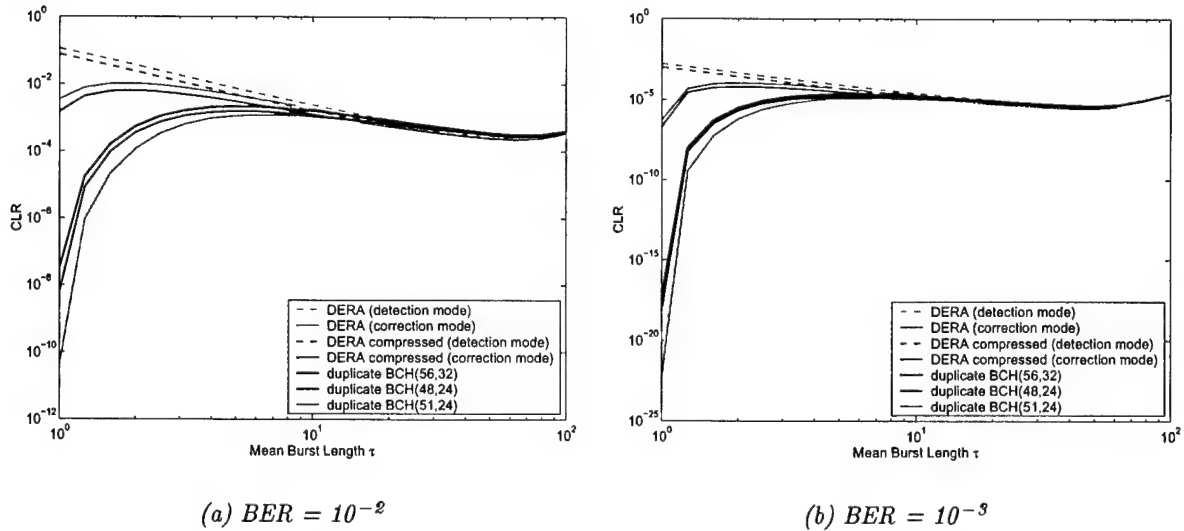 10^0
10^-2
10^-4
10^-6
10^-8
10^-10
10^-12
CLR
10^0
10^1
10^2
Mean Burst Length τ
DERA (detection mode)
DERA (correction mode)
DERA compressed (detection mode)
DERA compressed (correction mode)
duplicate BCH(56,32)
duplicate BCH(48,24)
duplicate BCH(51,24)
(a) BER = 10^-2
10^0
10^-5
10^-10
10^-15
10^-20
10^-25
CLR
10^0
10^1
10^2
Mean Burst Length τ
DERA (detection mode)
DERA (correction mode)
DERA compressed (detection mode)
DERA compressed (correction mode)
duplicate BCH(56,32)
duplicate BCH(48,24)
duplicate BCH(51,24)
(b) BER = 10^-3